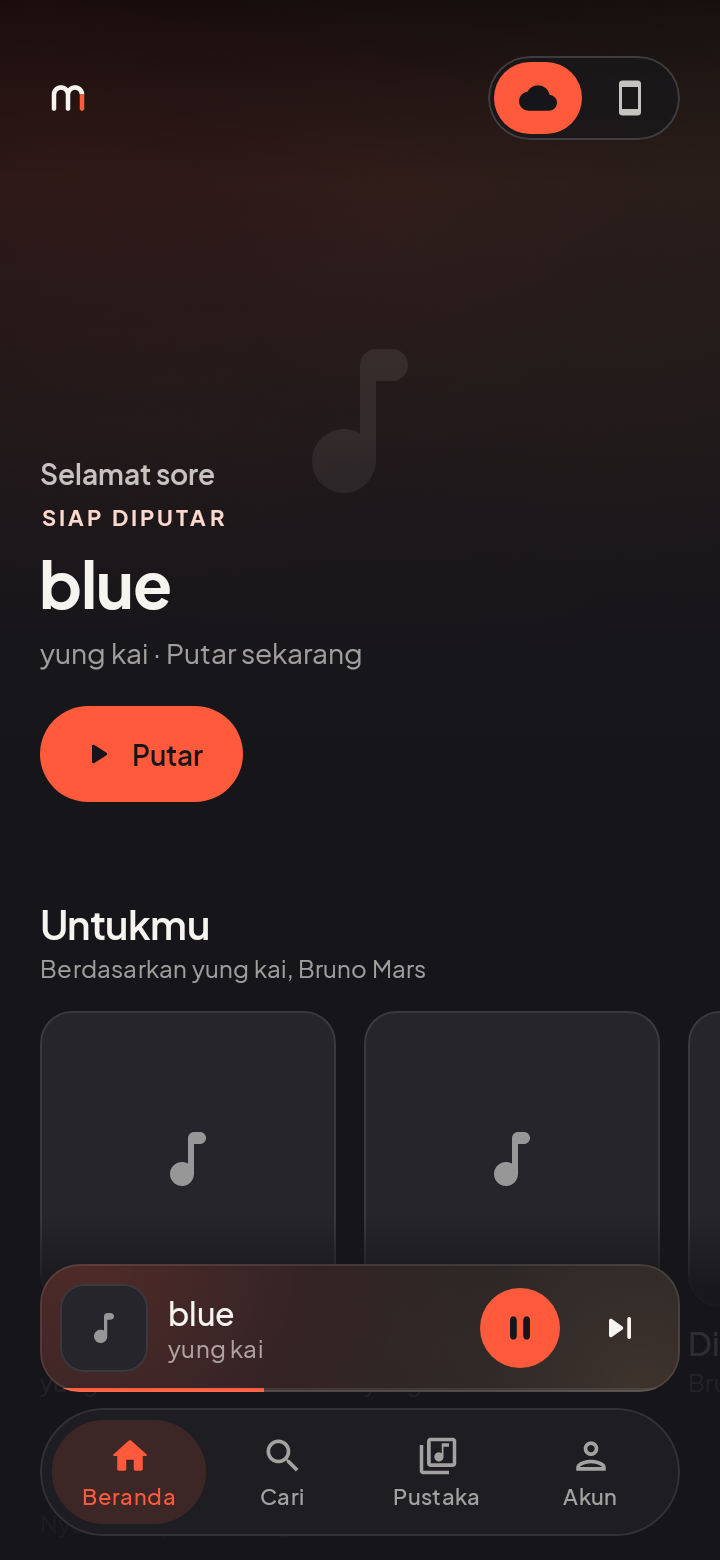 m
Selamat sore
SIAP DIPUTAR
blue
yung kai · Putar sekarang
Putar
Untukmu
Berdasarkan yung kai, Bruno Mars
blue
yung kai
Beranda
Cari
Pustaka
Akun